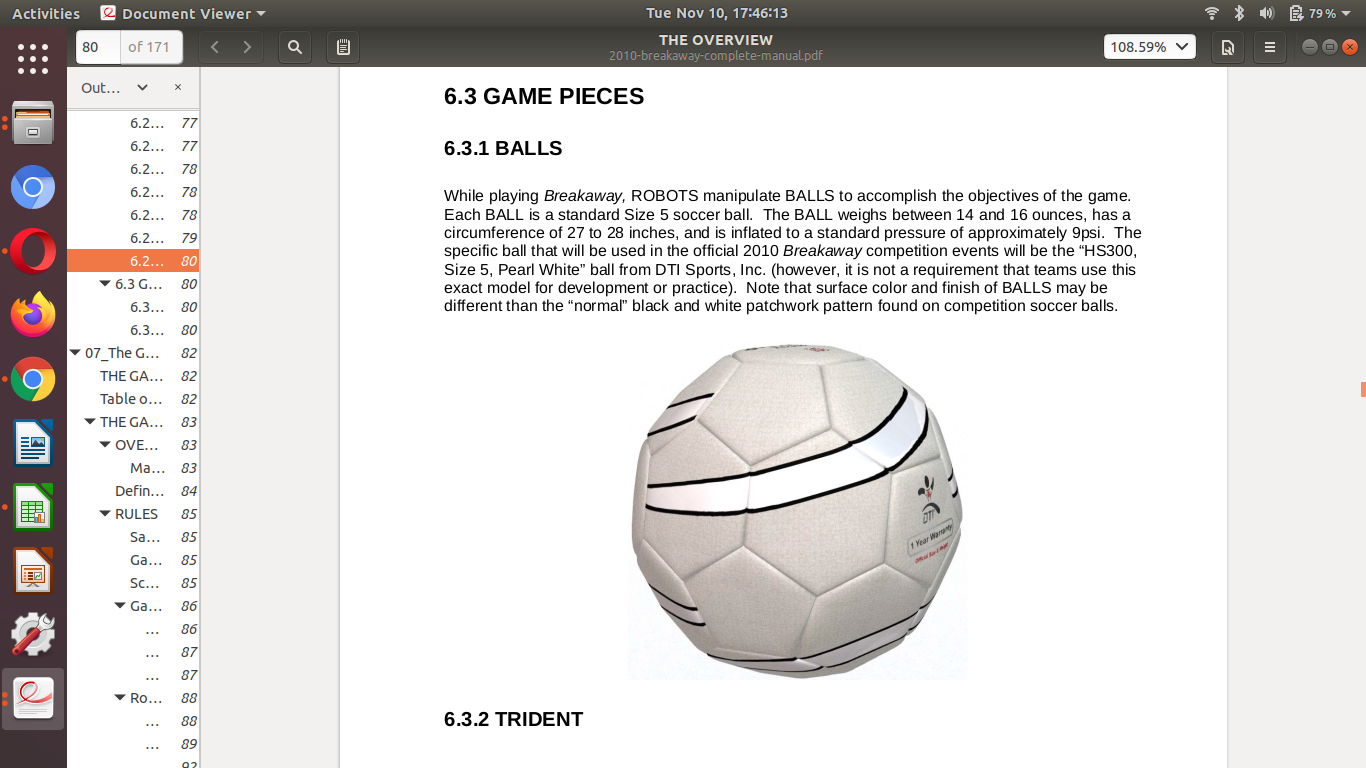 Activities
Document Viewer
Tue Nov 10, 17:46:13
79 %
80
of 171
THE OVERVIEW
2010-breakaway-complete-manual.pdf
108.59%
Out…
×
6.2… 77
6.2… 77
6.2… 78
6.2… 78
6.2… 78
6.2… 79
6.2… 80
6.3 G… 80
6.3… 80
6.3… 80
07_The G… 82
THE GA… 82
Table o… 82
THE GA… 83
OVE… 83
Ma… 83
Defin… 84
RULES 85
Sa… 85
Ga… 85
Sc… 85
Ga… 86
… 86
… 87
… 87
Ro… 88
… 88
… 89
92
6.3 GAME PIECES
6.3.1 BALLS
While playing Breakaway, ROBOTS manipulate BALLS to accomplish the objectives of the game.
Each BALL is a standard Size 5 soccer ball.  The BALL weighs between 14 and 16 ounces, has a
circumference of 27 to 28 inches, and is inflated to a standard pressure of approximately 9psi.  The
specific ball that will be used in the official 2010 Breakaway competition events will be the “HS300,
Size 5, Pearl White” ball from DTI Sports, Inc. (however, it is not a requirement that teams use this
exact model for development or practice).  Note that surface color and finish of BALLS may be
different than the “normal” black and white patchwork pattern found on competition soccer balls.
DTI
1 Year Warranty
6.3.2 TRIDENT